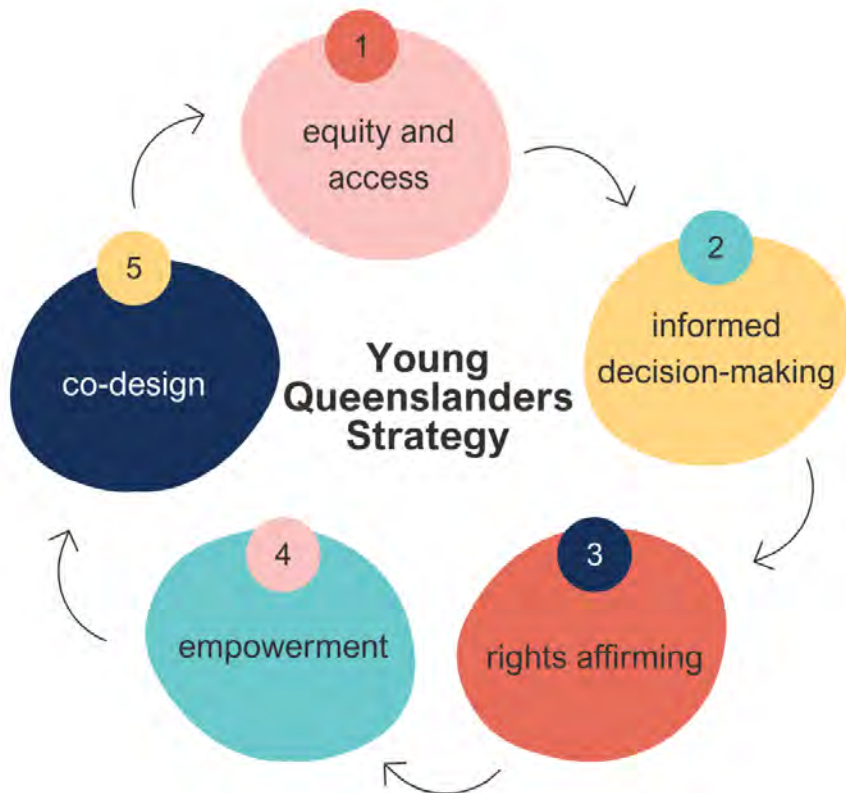 Young
Queenslanders
Strategy
1
equity and
access
2
informed
decision-making
3
rights affirming
4
empowerment
5
co-design